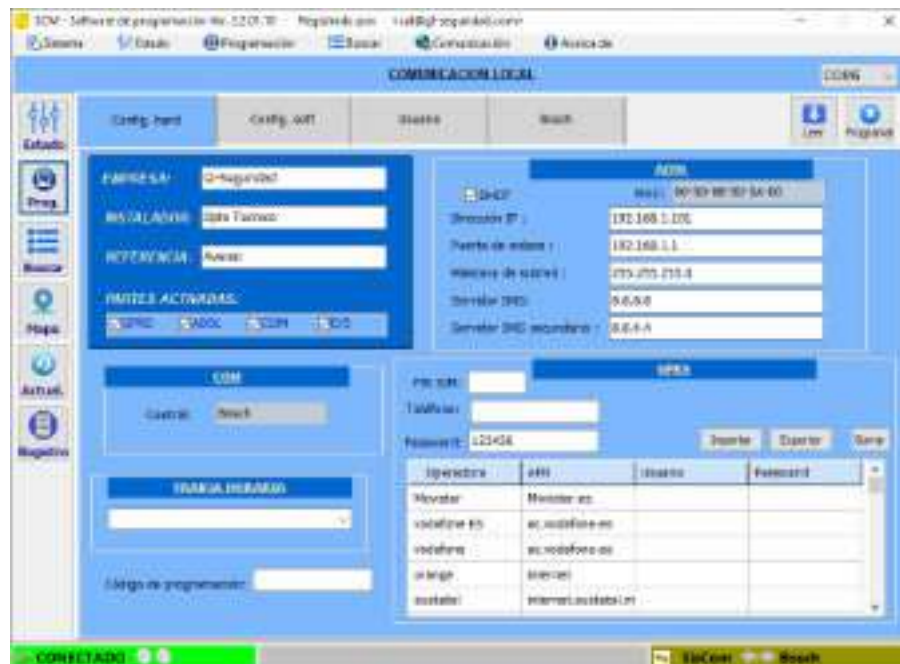 Software de programación
Sistema Estado Programación Buscar Comunicación Acerca de
COMUNICACION LOCAL
COM6
Config. hard Config. soft Usuario Bosch
Leer Programar
Estado
Prog.
Buscar
Mapa
Actual.
Registro
EMPRESA:
INSTALADOR:
REFERENCIA:
PARTES ACTIVADAS:
GPRS ADSL COM I/O
ADSL
DHCP
Dirección IP : 192.168.1.101
Puerta de enlace : 192.168.1.1
Máscara de subred : 255.255.255.0
Servidor DNS: 8.8.8.8
Servidor DNS secundario : 8.8.4.4
COM
Central: Bosch
FRANJA HORARIA
Código de programación:
GPRS
PIN SIM:
Teléfono:
Password: 123456
Importar Exportar Borrar
Operadora APN Usuario Password
Movistar Movistar.es
vodafone ES ac.vodafone.es
vodafone ac.vodafone.es
orange internet
euskatel internet.euskatel.m
CONECTADO
Bosch